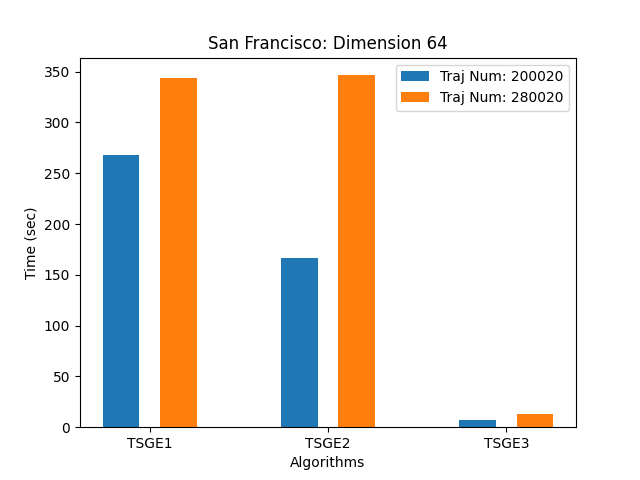 San Francisco: Dimension 64
Traj Num: 200020
Traj Num: 280020
350
300
250
200
150
100
50
0
Time (sec)
TSGE1 TSGE2 TSGE3
Algorithms